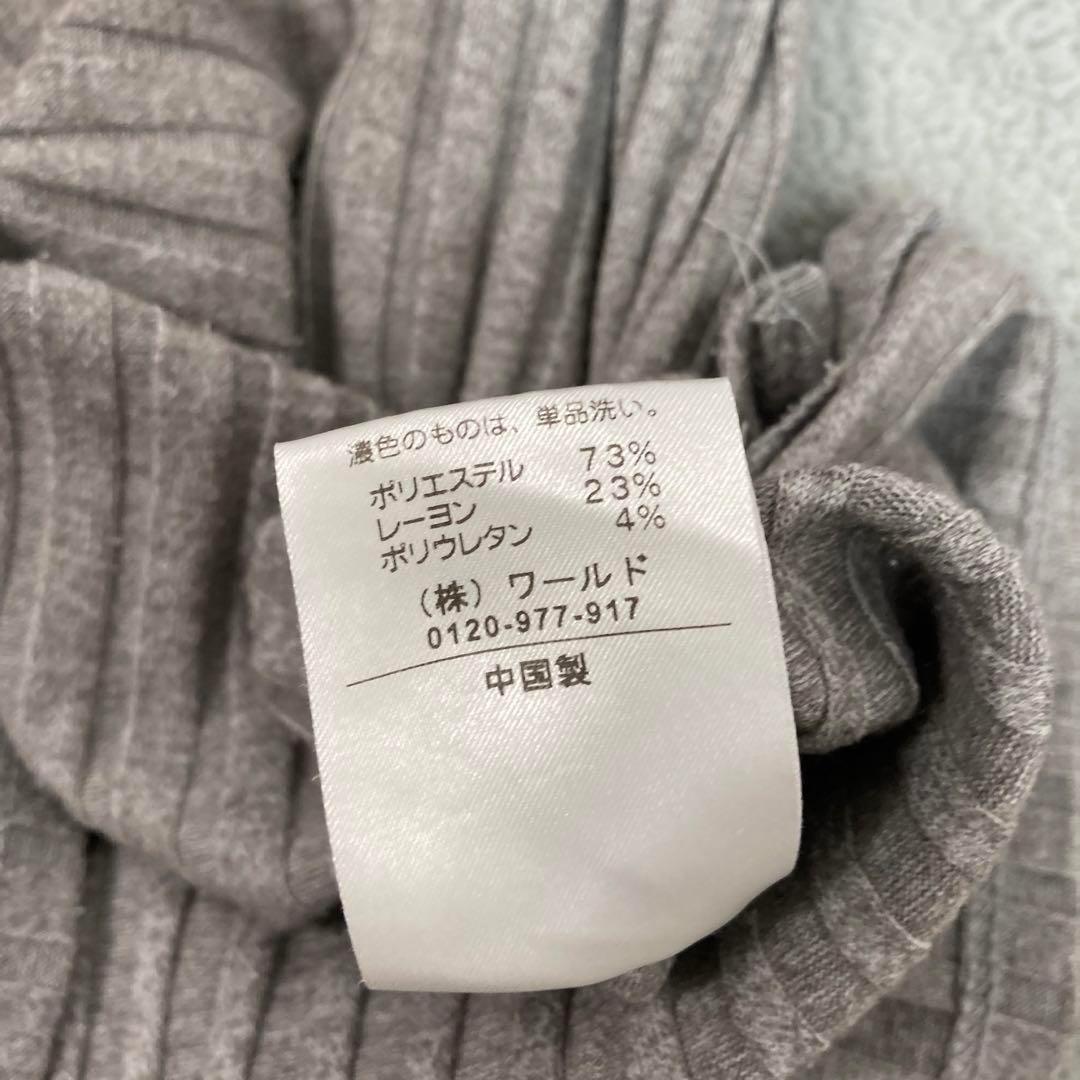 濃色のものは、単品洗い。
ポリエステル 73%
レーヨン 23%
ポリウレタン 4%
（株）ワールド
0120-977-917
中国製